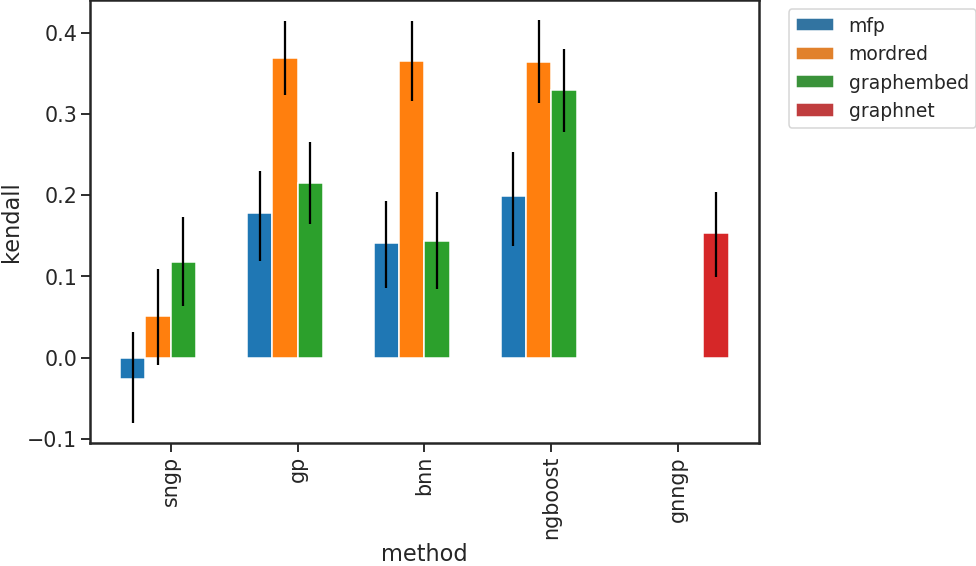 0.4
0.3
0.2
0.1
0.0
−0.1
kendall
sngp
gp
bnn
ngboost
gnngp
method
mfp
mordred
graphembed
graphnet